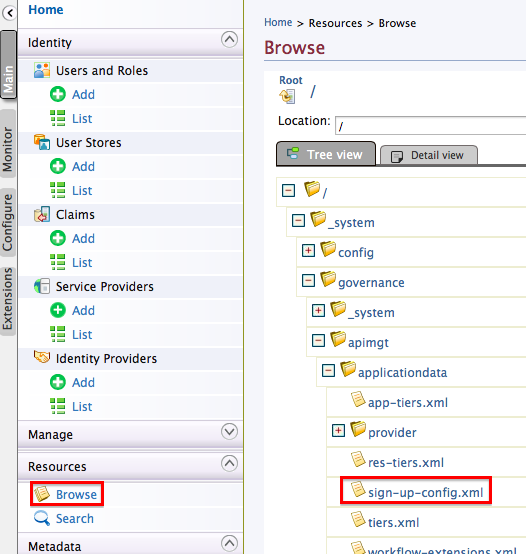 Home
Identity
Users and Roles
Add
List
User Stores
Add
List
Claims
Add
List
Service Providers
Add
List
Identity Providers
Add
List
Manage
Resources
Browse
Search
Metadata
Main
Monitor
Configure
Extensions
Home > Resources > Browse
Browse
Root
/
Location: /
Tree view
Detail view
/
_system
config
governance
_system
apimgt
applicationdata
app-tiers.xml
provider
res-tiers.xml
sign-up-config.xml
tiers.xml
workflow-extensions.xml